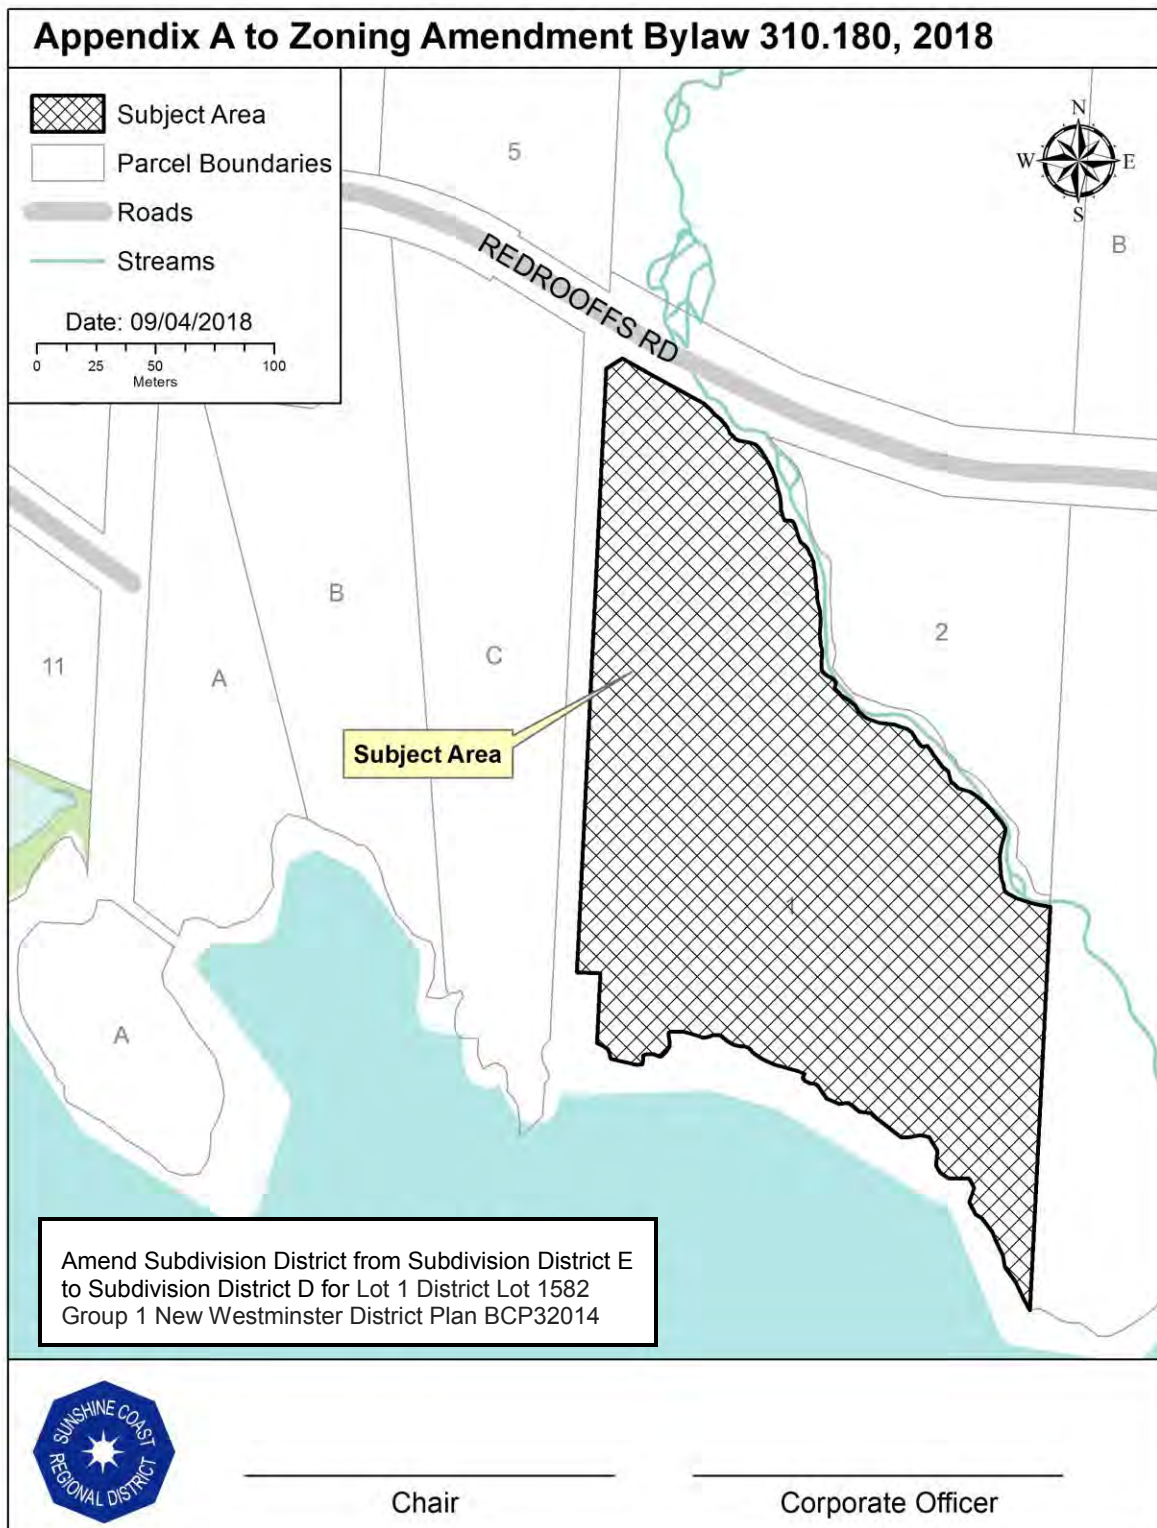 Appendix A to Zoning Amendment Bylaw 310.180, 2018
Subject Area
Parcel Boundaries
Roads
Streams
Date: 09/04/2018
0 25 50 100
Meters
N
W E
S
5
B
REDROOFFS RD
B
2
11
A
C
Subject Area
1
A
Amend Subdivision District from Subdivision District E
to Subdivision District D for Lot 1 District Lot 1582
Group 1 New Westminster District Plan BCP32014
SUNSHINE COAST
REGIONAL DISTRICT
Chair
Corporate Officer